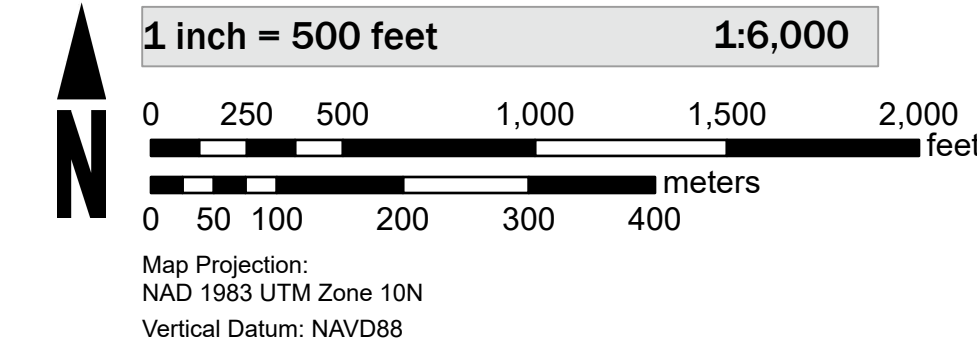 1 inch = 500 feet 1:6,000
0 250 500 1,000 1,500 2,000
feet
meters
0 50 100 200 300 400
N
Map Projection:
NAD 1983 UTM Zone 10N
Vertical Datum: NAVD88